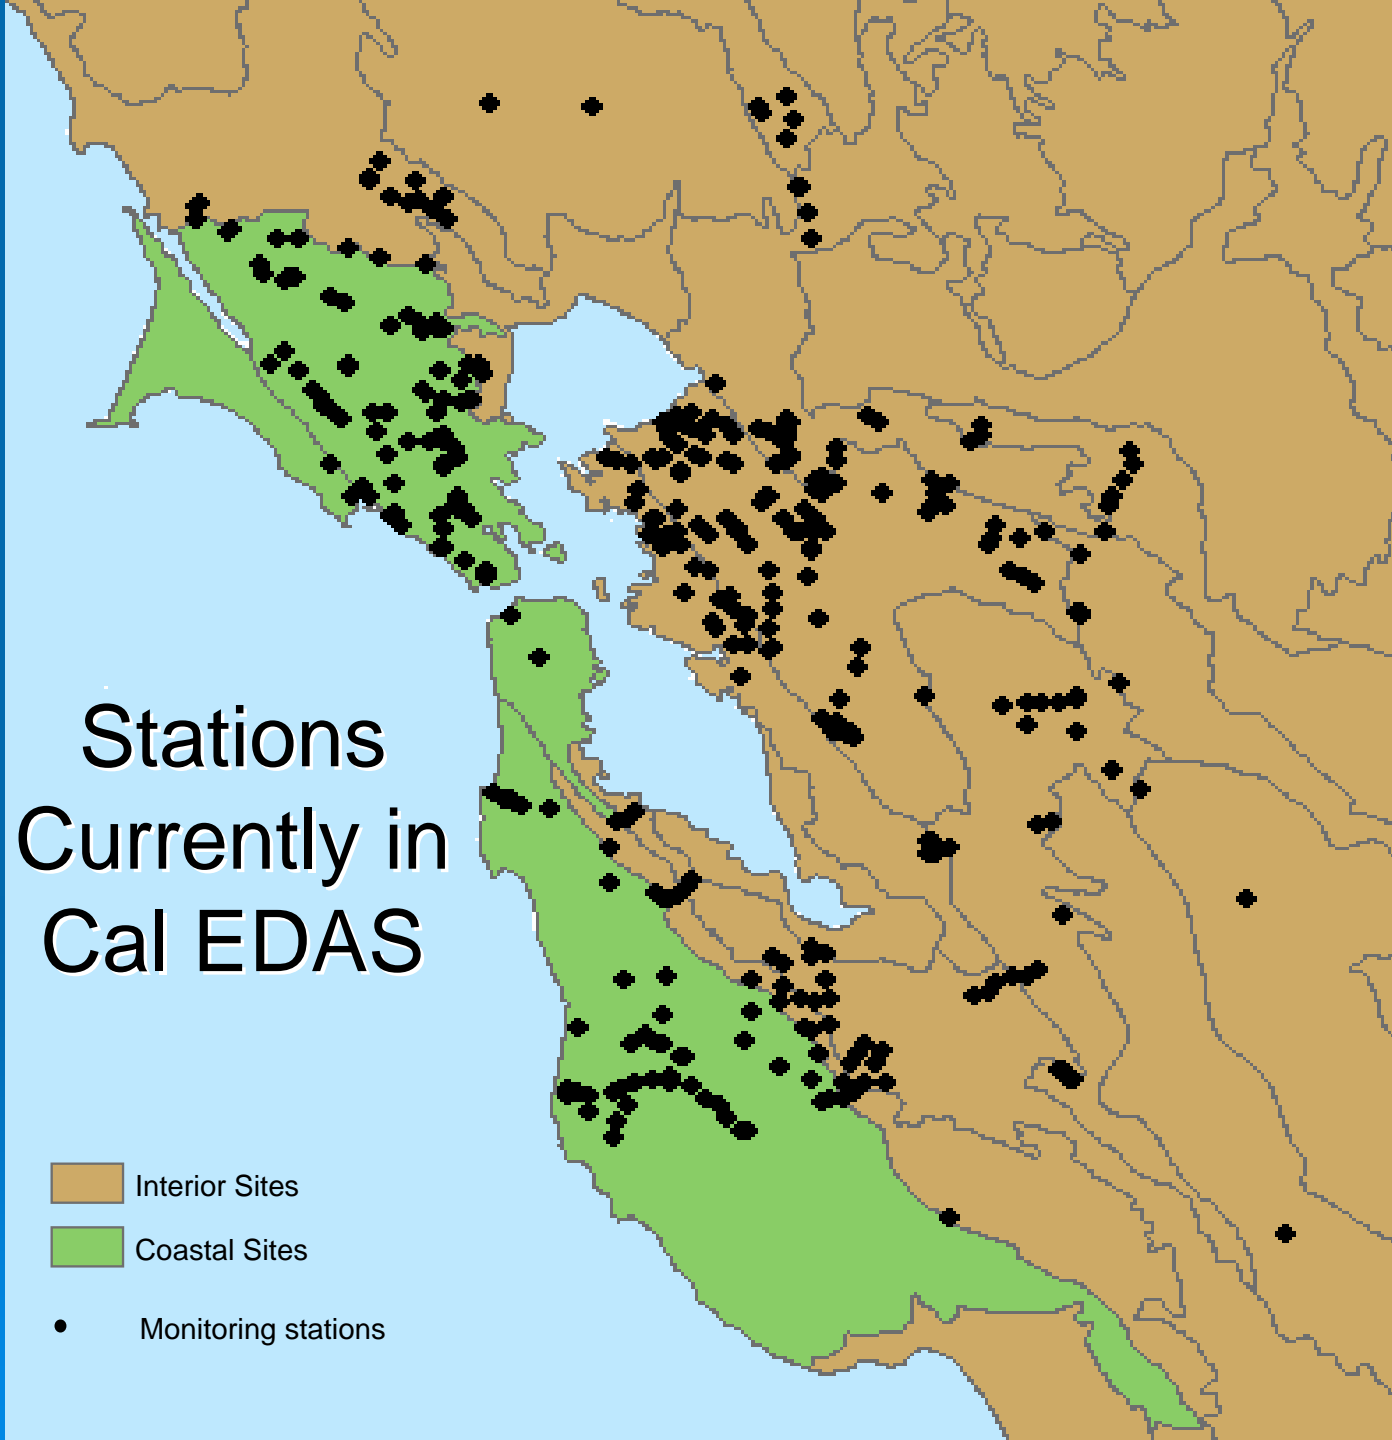 Stations
Currently in
Cal EDAS
Interior Sites
Coastal Sites
Monitoring stations